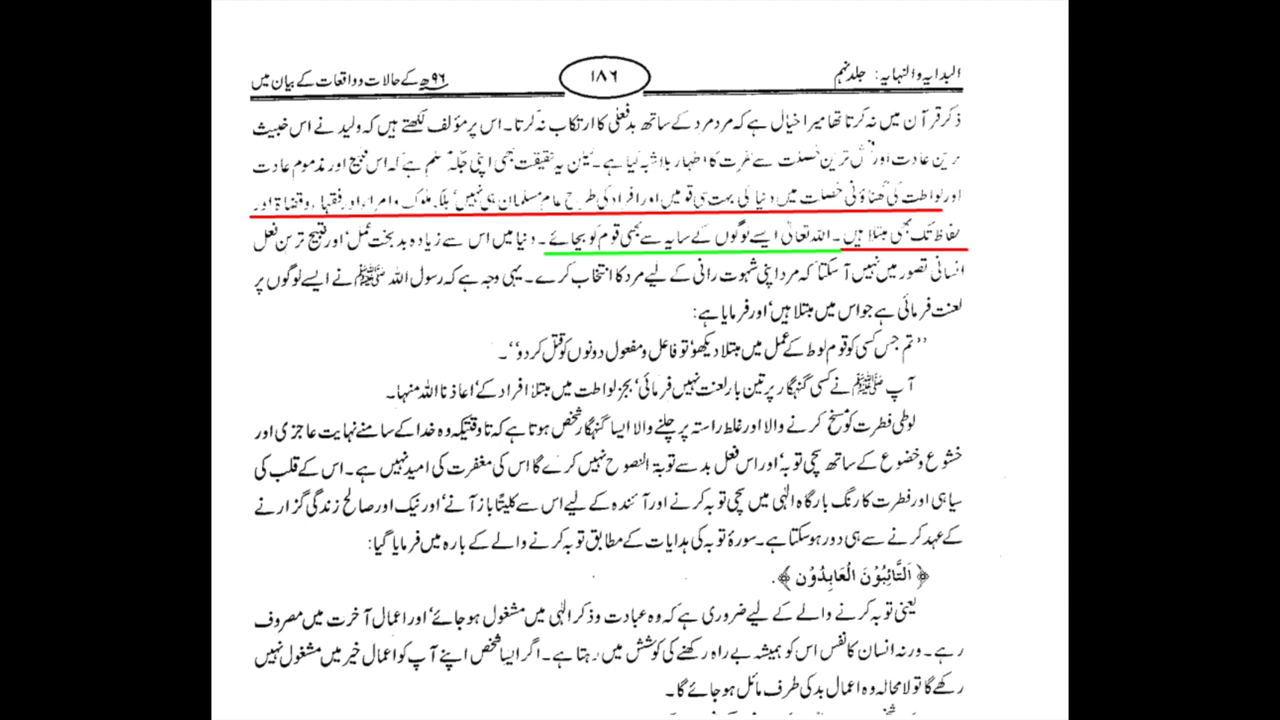 البدایہ والنہایہ: جلد نہم ۱۸۶ ۹۶ھ کے حالات و واقعات کے بیان میں
ذکر قرآن میں نہ کرتا تھا میرا خیال ہے کہ مرد مرد کے ساتھ بدفعلی کا ارتکاب نہ کرتا۔ اس پر مؤلف لکھتے ہیں کہ ولید نے اس خبیث
ترین عادت اور ترین خصلت سے نفرت کا اظہار بلاشبہ کیا ہے۔ لیکن یہ حقیقت بھی اپنی جگہ مسلم ہے کہ اس قبیح اور مذموم عادت
اور لواطت کی گھناؤنی خصلت میں دنیا کی بہت سی قومیں اور افراد کی طرح عام مسلمان ہی نہیں‘ بلکہ ملوک و امراء اور فقہاء و قضاۃ اور
حفاظ تک بھی مبتلا ہیں۔ اللہ تعالیٰ ایسے لوگوں کے سایہ سے بھی قوم کو بچائے۔ دنیا میں اس سے زیادہ بدبخت عمل‘ اور قبیح ترین فعل
انسانی تصور میں نہیں آ سکتا کہ مرد اپنی شہوت رانی کے لیے مرد کا انتخاب کرے۔ یہی وجہ ہے کہ رسول اللہ ﷺ نے ایسے لوگوں پر
لعنت فرمائی ہے جو اس میں مبتلا ہیں‘ اور فرمایا ہے:
’’تم جس کسی کو قوم لوط کے عمل میں مبتلا دیکھو‘ تو فاعل و مفعول دونوں کو قتل کر دو‘‘۔
آپ ﷺ نے کسی گنہگار پر تین بار لعنت نہیں فرمائی‘ بجز لواطت میں مبتلا افراد کے‘ اعاذنا اللہ منہا۔
لوطی فطرت کو مسخ کرنے والا اور غلط راستہ پر چلنے والا ایسا گنہگار شخص ہوتا ہے کہ تاوقتیکہ وہ خدا کے سامنے نہایت عاجزی اور
خشوع و خضوع کے ساتھ سچی توبہ‘ اور اس فعل بد سے توبۃ النصوح نہیں کرے گا اس کی مغفرت کی امید نہیں ہے۔ اس کے قلب کی
سیاہی اور فطرت کا رنگ بارگاہ الٰہی میں سچی توبہ کرنے اور آئندہ کے لیے اس سے کلیتًا باز آنے‘ اور نیک اور صالح زندگی گزارنے
کے عہد کرنے سے ہی دور ہو سکتا ہے۔ سورۂ توبہ کی ہدایات کے مطابق توبہ کرنے والے کے بارہ میں فرمایا گیا:
﴿ اَلتَّائِبُوْنَ الْعَابِدُوْنَ ﴾.
یعنی توبہ کرنے والے کے لیے ضروری ہے کہ وہ عبادت و ذکر الٰہی میں مشغول ہو جائے‘ اور اعمال آخرت میں مصروف
رہے۔ ورنہ انسان کا نفس اس کو ہمیشہ بے راہ رکھنے کی کوشش میں رہتا ہے۔ اگر ایسا شخص اپنے آپ کو اعمال خیر میں مشغول نہیں
رکھے گا تو لا محالہ وہ اعمال بد کی طرف مائل ہو جائے گا۔